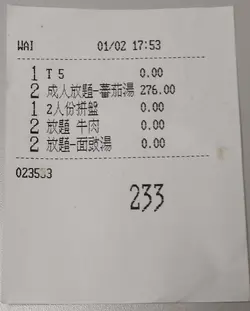 WAI 01/02 17:53
1 T 5 0.00
2 成人放題-蕃茄湯 276.00
1 2人份拼盤 0.00
2 放題 牛肉 0.00
2 放題-面豉湯 0.00
023533
233